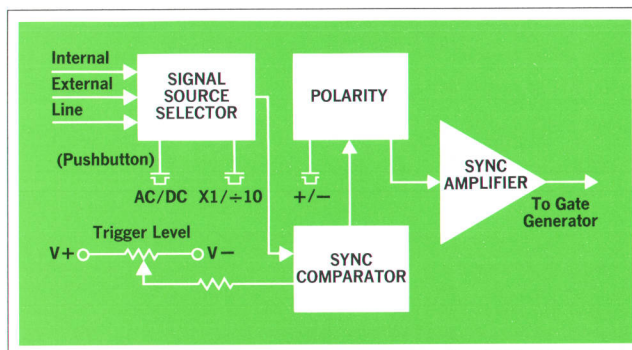 Internal
External
Line
SIGNAL
SOURCE
SELECTOR
(Pushbutton)
AC/DC X1/÷10
POLARITY
+/−
SYNC
AMPLIFIER
To Gate
Generator
Trigger Level
V+ V−
SYNC
COMPARATOR